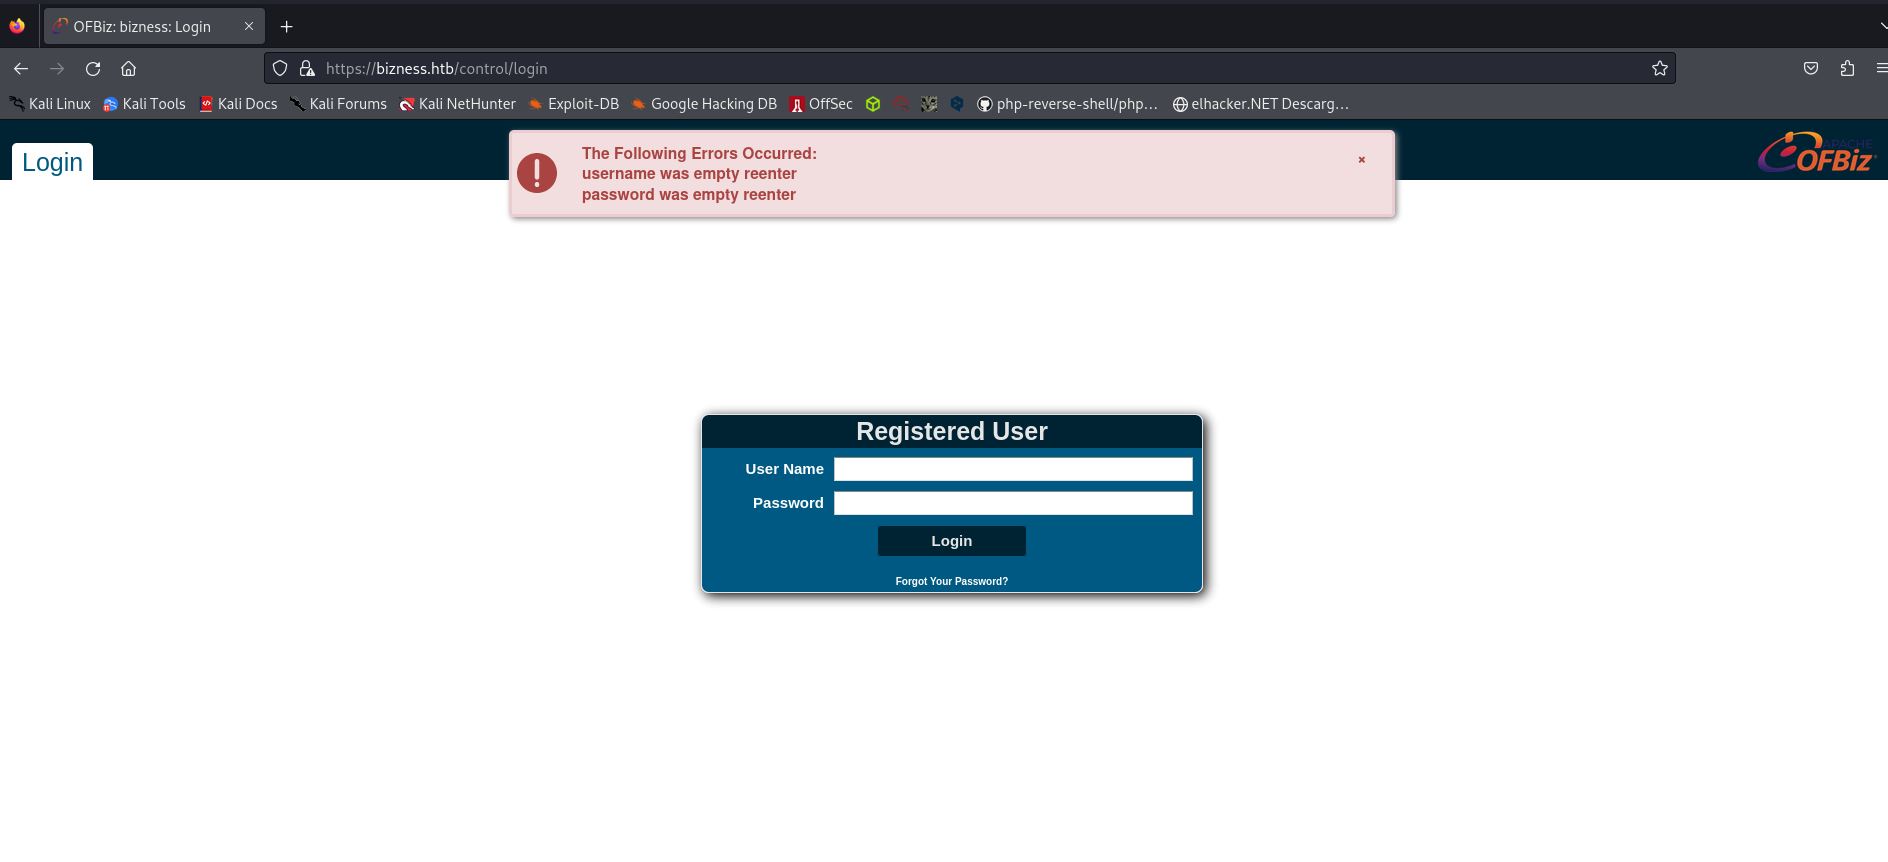 OFBiz: bizness: Login
https://bizness.htb/control/login
Kali Linux Kali Tools Kali Docs Kali Forums Kali NetHunter Exploit-DB Google Hacking DB OffSec php-reverse-shell/php... elhacker.NET Descarg...
Login
The Following Errors Occurred:
username was empty reenter
password was empty reenter
APACHE
OFBiz
Registered User
User Name
Password
Login
Forgot Your Password?